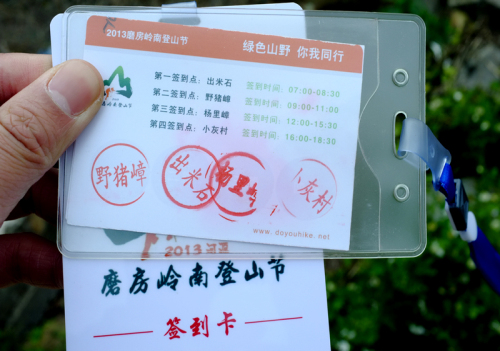 2013磨房岭南登山节
绿色山野 你我同行
第一签到点：出米石 签到时间：07:00-08:30
第二签到点：野猪嶂 签到时间：09:00-11:00
第三签到点：杨里嶂 签到时间：12:00-15:30
第四签到点：小灰村 签到时间：16:00-18:30
野猪嶂
出米石
杨里嶂
小灰村
www.doyouhike.net
2013
磨房岭南登山节
签到卡